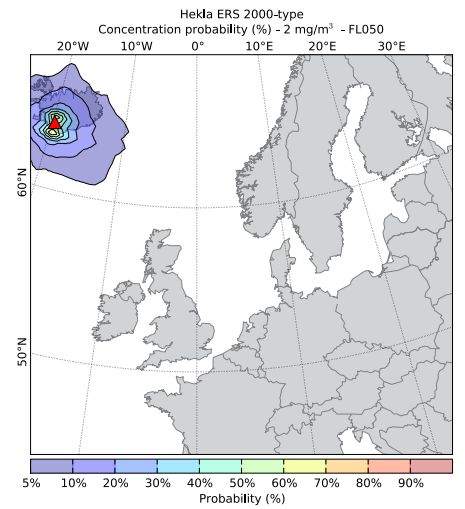 Hekla ERS 2000-type
Concentration probability (%) - 2 mg/m³ - FL050
20°W 10°W 0° 10°E 20°E 30°E
60°N
50°N
5% 10% 20% 30% 40% 50% 60% 70% 80% 90%
Probability (%)